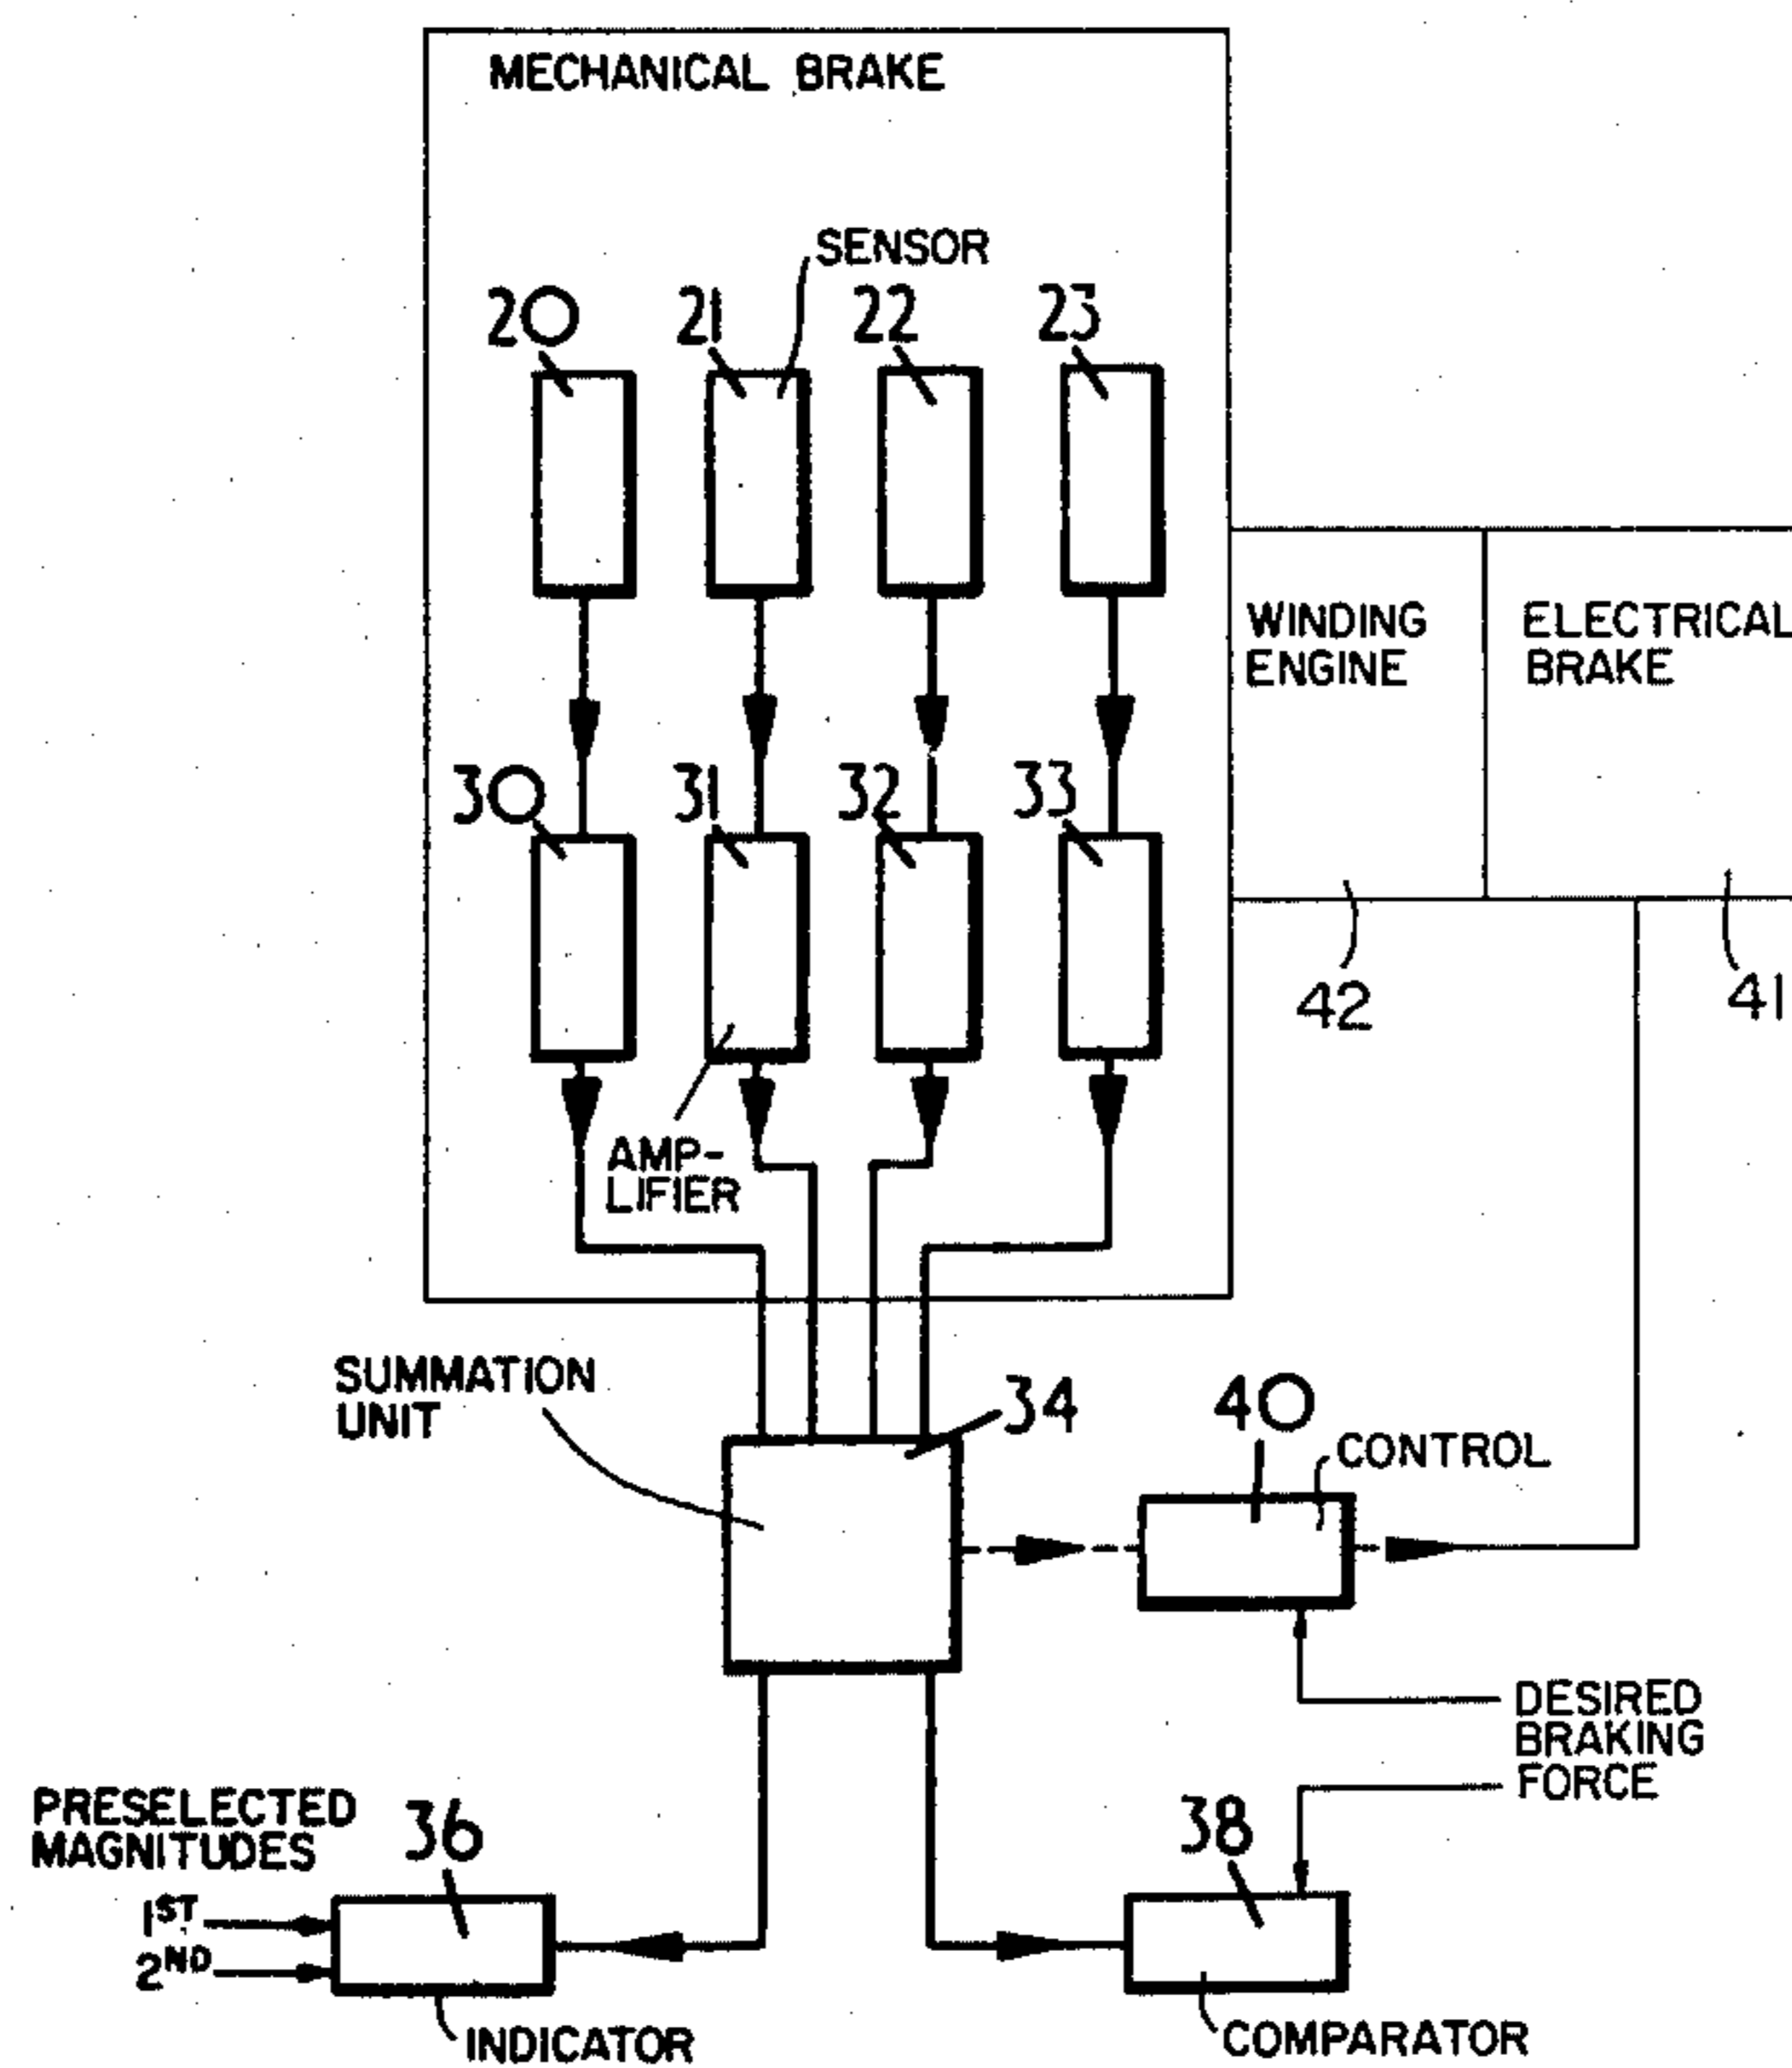 MECHANICAL BRAKE
SENSOR
20 21 22 23
WINDING
ENGINE
ELECTRICAL
BRAKE
30 31 32 33
42
41
AMP-
LIFIER
SUMMATION
UNIT
34
40
CONTROL
DESIRED
BRAKING
FORCE
PRESELECTED
MAGNITUDES
36
38
1ST
2ND
INDICATOR
COMPARATOR